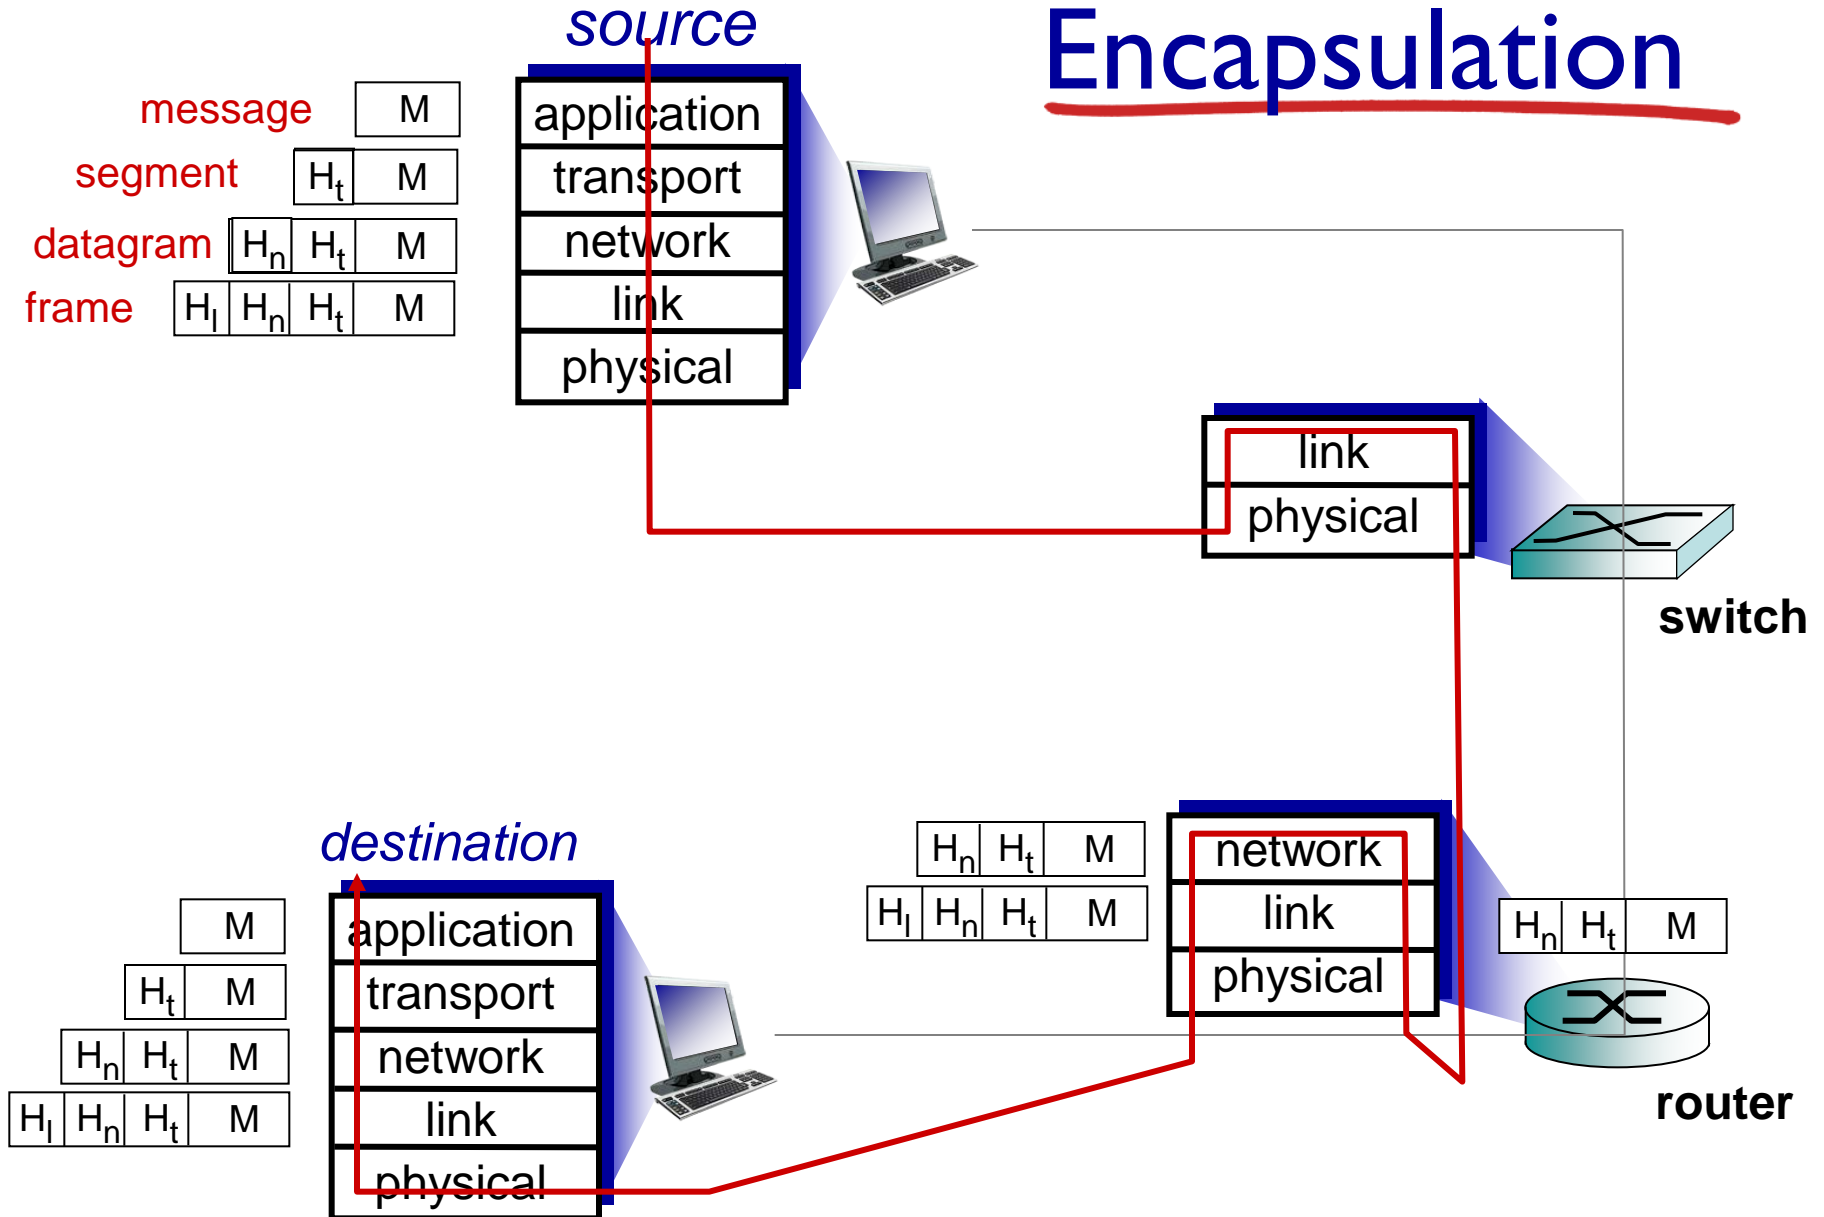 source
Encapsulation
message M
segment Ht M
datagram Hn Ht M
frame Hl Hn Ht M
application
transport
network
link
physical
link
physical
switch
destination
M
Ht M
Hn Ht M
Hl Hn Ht M
application
transport
network
link
physical
Hn Ht M
Hl Hn Ht M
network
link
physical
Hn Ht M
router